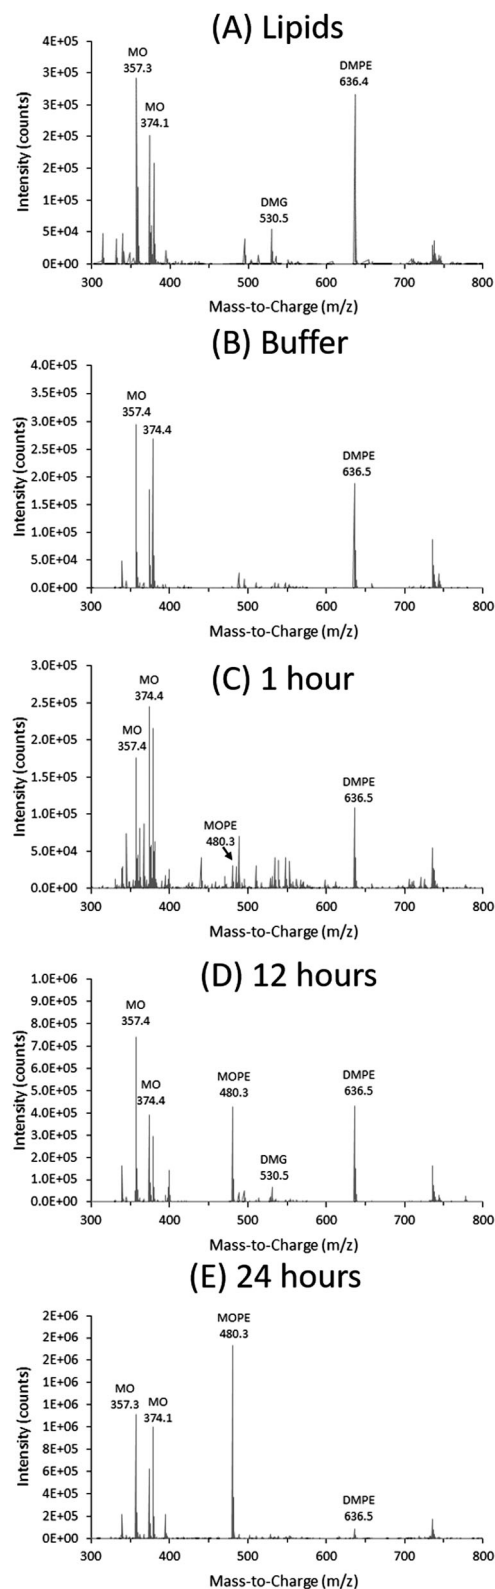 (A) Lipids
4E+05
3E+05
3E+05
2E+05
2E+05
1E+05
5E+04
0E+00
Intensity (counts)
MO
357.3
MO
374.1
DMG
530.5
DMPE
636.4
300 400 500 600 700 800
Mass-to-Charge (m/z)
(B) Buffer
4.0E+05
3.5E+05
3.0E+05
2.5E+05
2.0E+05
1.5E+05
1.0E+05
5.0E+04
0.0E+00
Intensity (counts)
MO
357.4
374.4
DMPE
636.5
300 400 500 600 700 800
Mass-to-Charge (m/z)
(C) 1 hour
3.0E+05
2.5E+05
2.0E+05
1.5E+05
1.0E+05
5.0E+04
0.0E+00
Intensity (counts)
MO
374.4
MO
357.4
MOPE
480.3
DMPE
636.5
300 400 500 600 700 800
Mass-to-Charge (m/z)
(D) 12 hours
1.0E+06
9.0E+05
8.0E+05
7.0E+05
6.0E+05
5.0E+05
4.0E+05
3.0E+05
2.0E+05
1.0E+05
0.0E+00
Intensity (counts)
MO
357.4
MO
374.4
MOPE
480.3
DMG
530.5
DMPE
636.5
300 400 500 600 700 800
Mass-to-Charge (m/z)
(E) 24 hours
2E+06
2E+06
2E+06
1E+06
1E+06
1E+06
8E+05
6E+05
4E+05
2E+05
0E+00
Intensity (counts)
MO
357.3
MO
374.1
MOPE
480.3
DMPE
636.5
300 400 500 600 700 800
Mass-to-Charge (m/z)